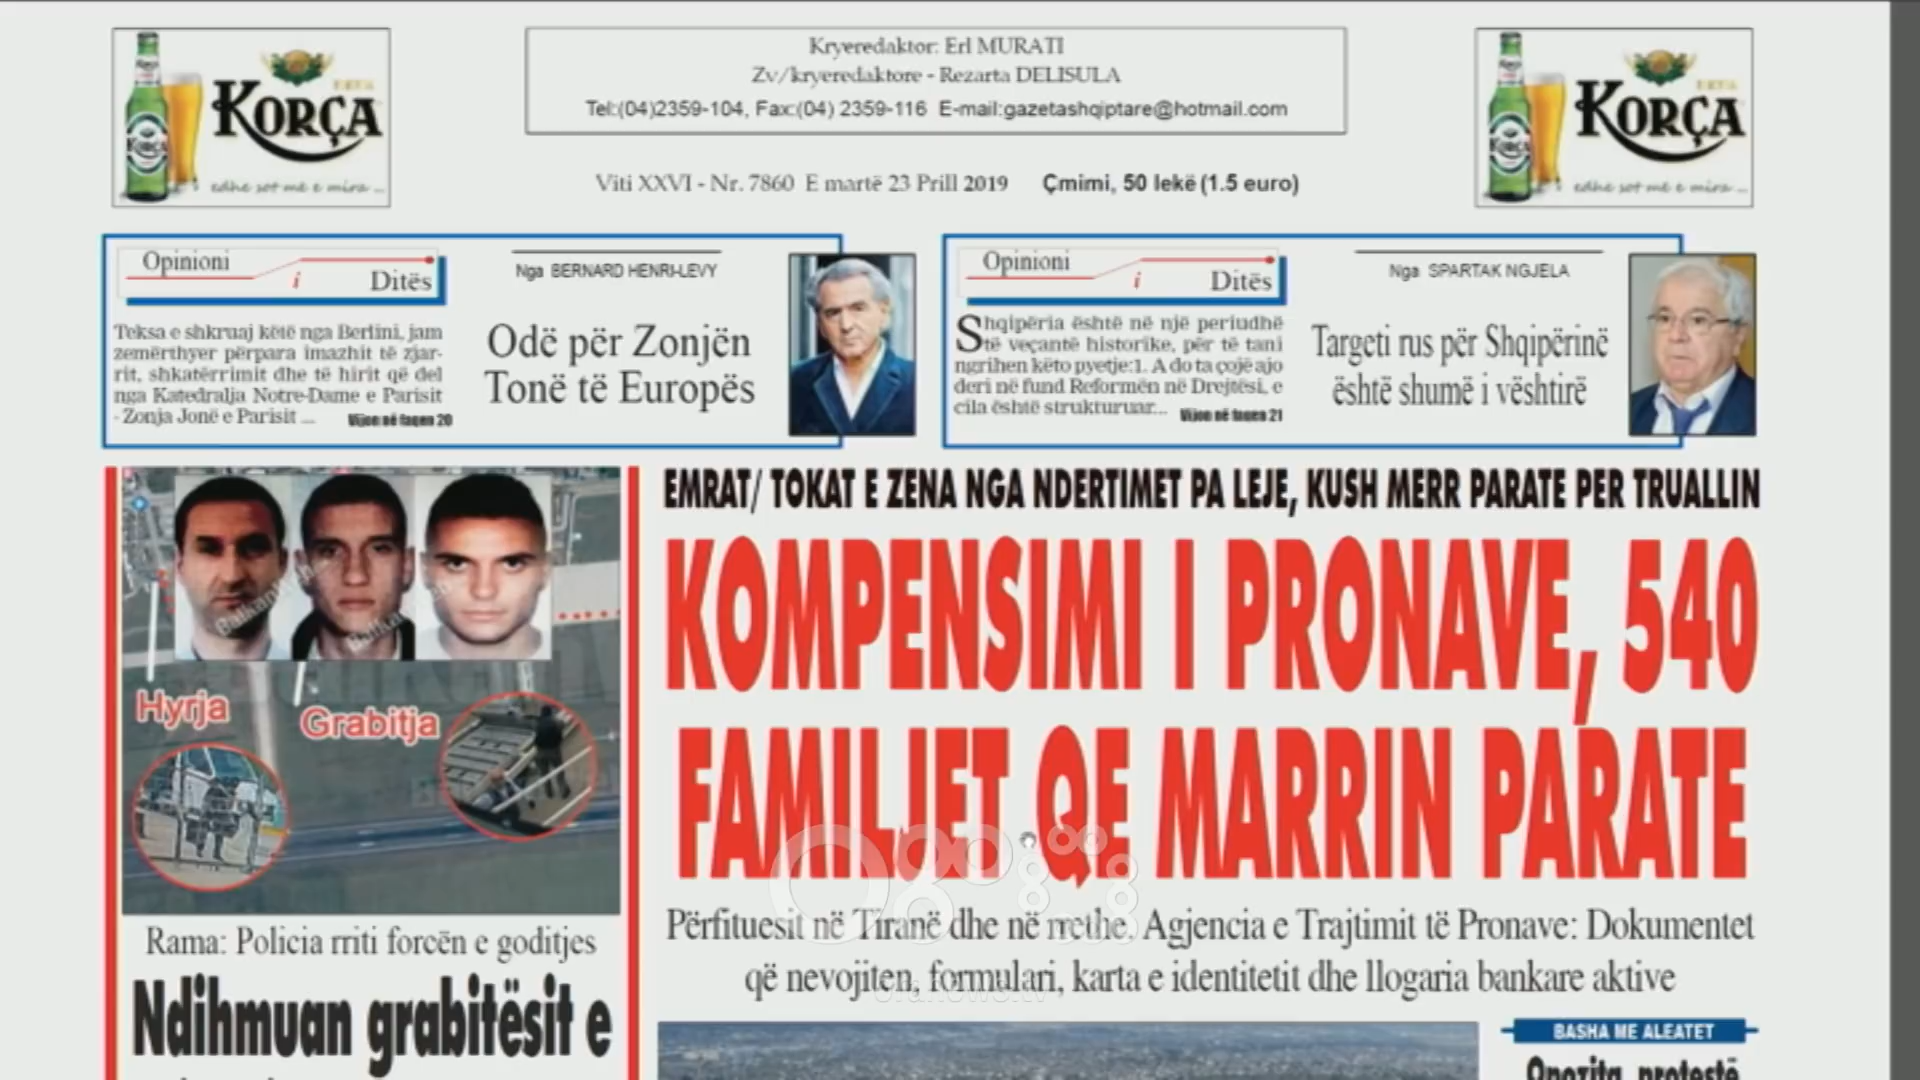 KORÇA
edhe sot më e mira ...
Kryeredaktor: Erl MURATI
Zv/kryeredaktore - Rezarta DELISULA
Tel:(04)2359-104, Fax:(04) 2359-116 E-mail:gazetashqiptare@hotmail.com
Viti XXVI - Nr. 7860 E martë 23 Prill 2019 Çmimi, 50 lekë (1.5 euro)
KORÇA
edhe sot më e mira ...
Opinioni
i
Ditës
Nga BERNARD HENRI-LEVY
Teksa e shkruaj këtë nga Berlini, jam
zemërthyer përpara imazhit të zjar-
rit, shkatërrimit dhe të hirit që del
nga Katedralja Notre-Dame e Parisit
- Zonja Jonë e Parisit ...
Vijon në faqen 20
Odë për Zonjën
Tonë të Europës
Opinioni
i
Ditës
Nga SPARTAK NGJELA
Shqipëria është në një periudhë
të veçantë historike, për të tani
ngrihen këto pyetje:1. A do ta çojë ajo
deri në fund Reformën në Drejtësi, e
cila është strukturuar...
Vijon në faqen 21
Targeti rus për Shqipërinë
është shumë i vështirë
Hyrja
Grabitja
Rama: Policia rriti forcën e goditjes
Ndihmuan grabitësit e
EMRAT/ TOKAT E ZENA NGA NDERTIMET PA LEJE, KUSH MERR PARATE PER TRUALLIN
KOMPENSIMI I PRONAVE, 540
FAMILJET QE MARRIN PARATE
Përfituesit në Tiranë dhe në rrethe. Agjencia e Trajtimit të Pronave: Dokumentet
që nevojiten, formulari, karta e identitetit dhe llogaria bankare aktive
oranews.tv
BASHA ME ALEATET
Opozita, protestë